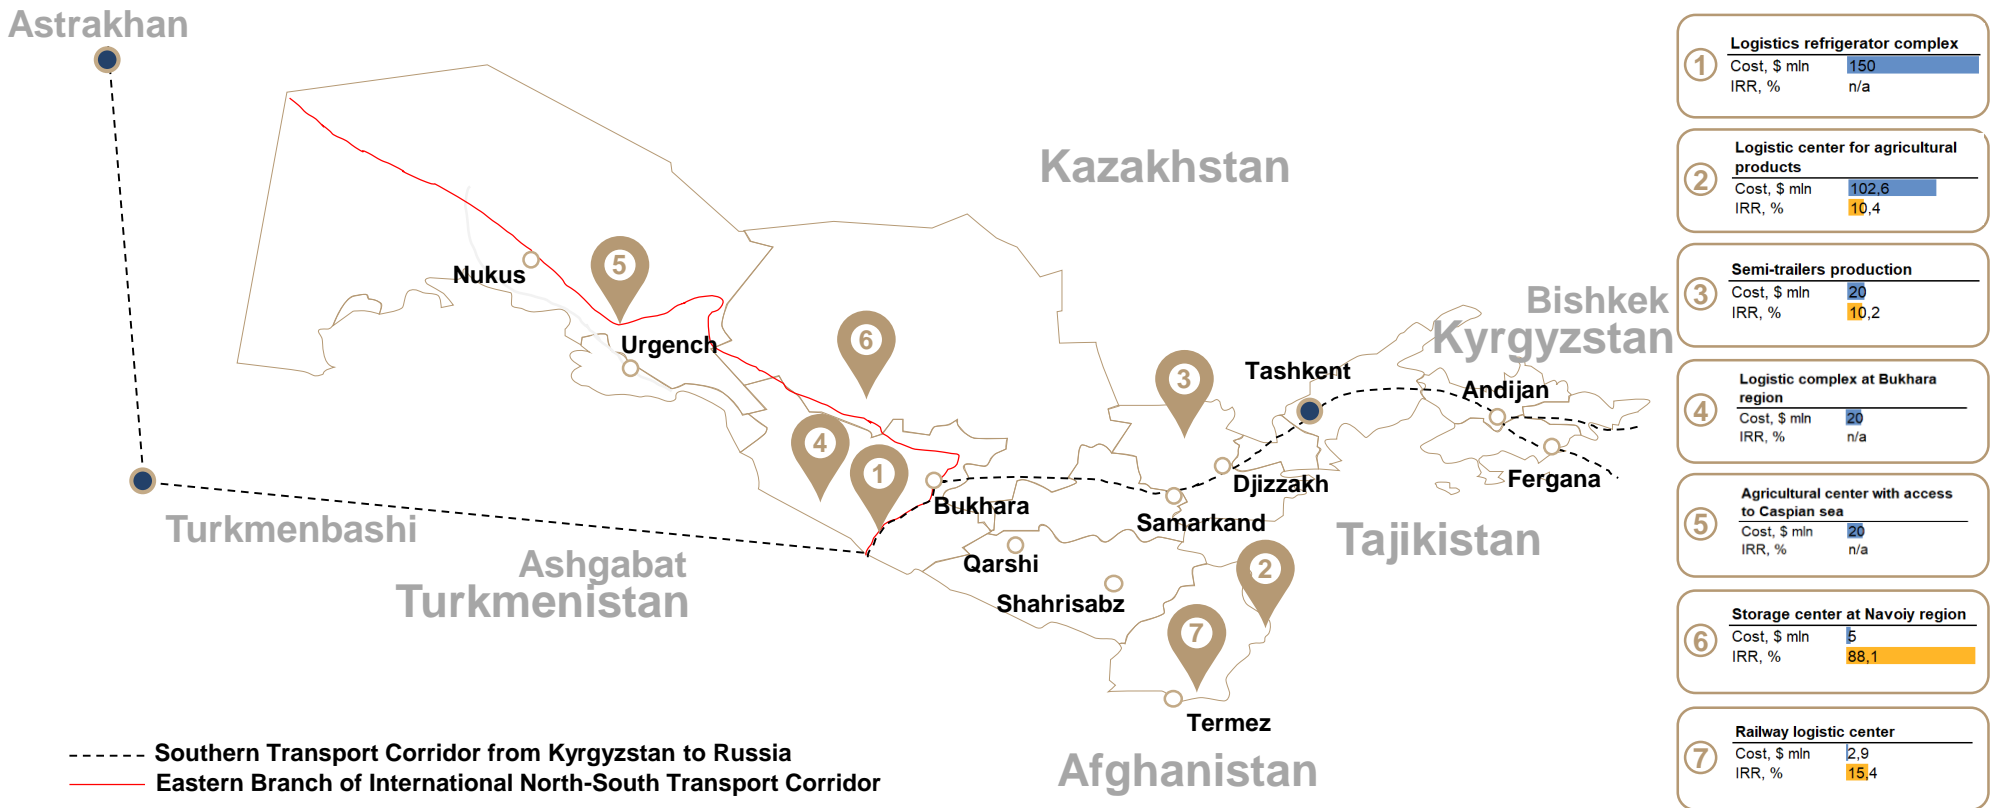 Astrakhan
Kazakhstan
Bishkek
Kyrgyzstan
Nukus
5
Urgench
6
3
Tashkent
Andijan
4
1
Bukhara
Djizzakh
Fergana
Samarkand
Turkmenbashi
Tajikistan
Ashgabat
Turkmenistan
Qarshi
Shahrisabz
2
7
Termez
Afghanistan
Southern Transport Corridor from Kyrgyzstan to Russia
Eastern Branch of International North-South Transport Corridor
1
Logistics refrigerator complex
Cost, $ mln 150
IRR, % n/a
2
Logistic center for agricultural
products
Cost, $ mln 102,6
IRR, % 10,4
3
Semi-trailers production
Cost, $ mln 20
IRR, % 10,2
4
Logistic complex at Bukhara
region
Cost, $ mln 20
IRR, % n/a
5
Agricultural center with access
to Caspian sea
Cost, $ mln 20
IRR, % n/a
6
Storage center at Navoiy region
Cost, $ mln 5
IRR, % 88,1
7
Railway logistic center
Cost, $ mln 2,9
IRR, % 15,4